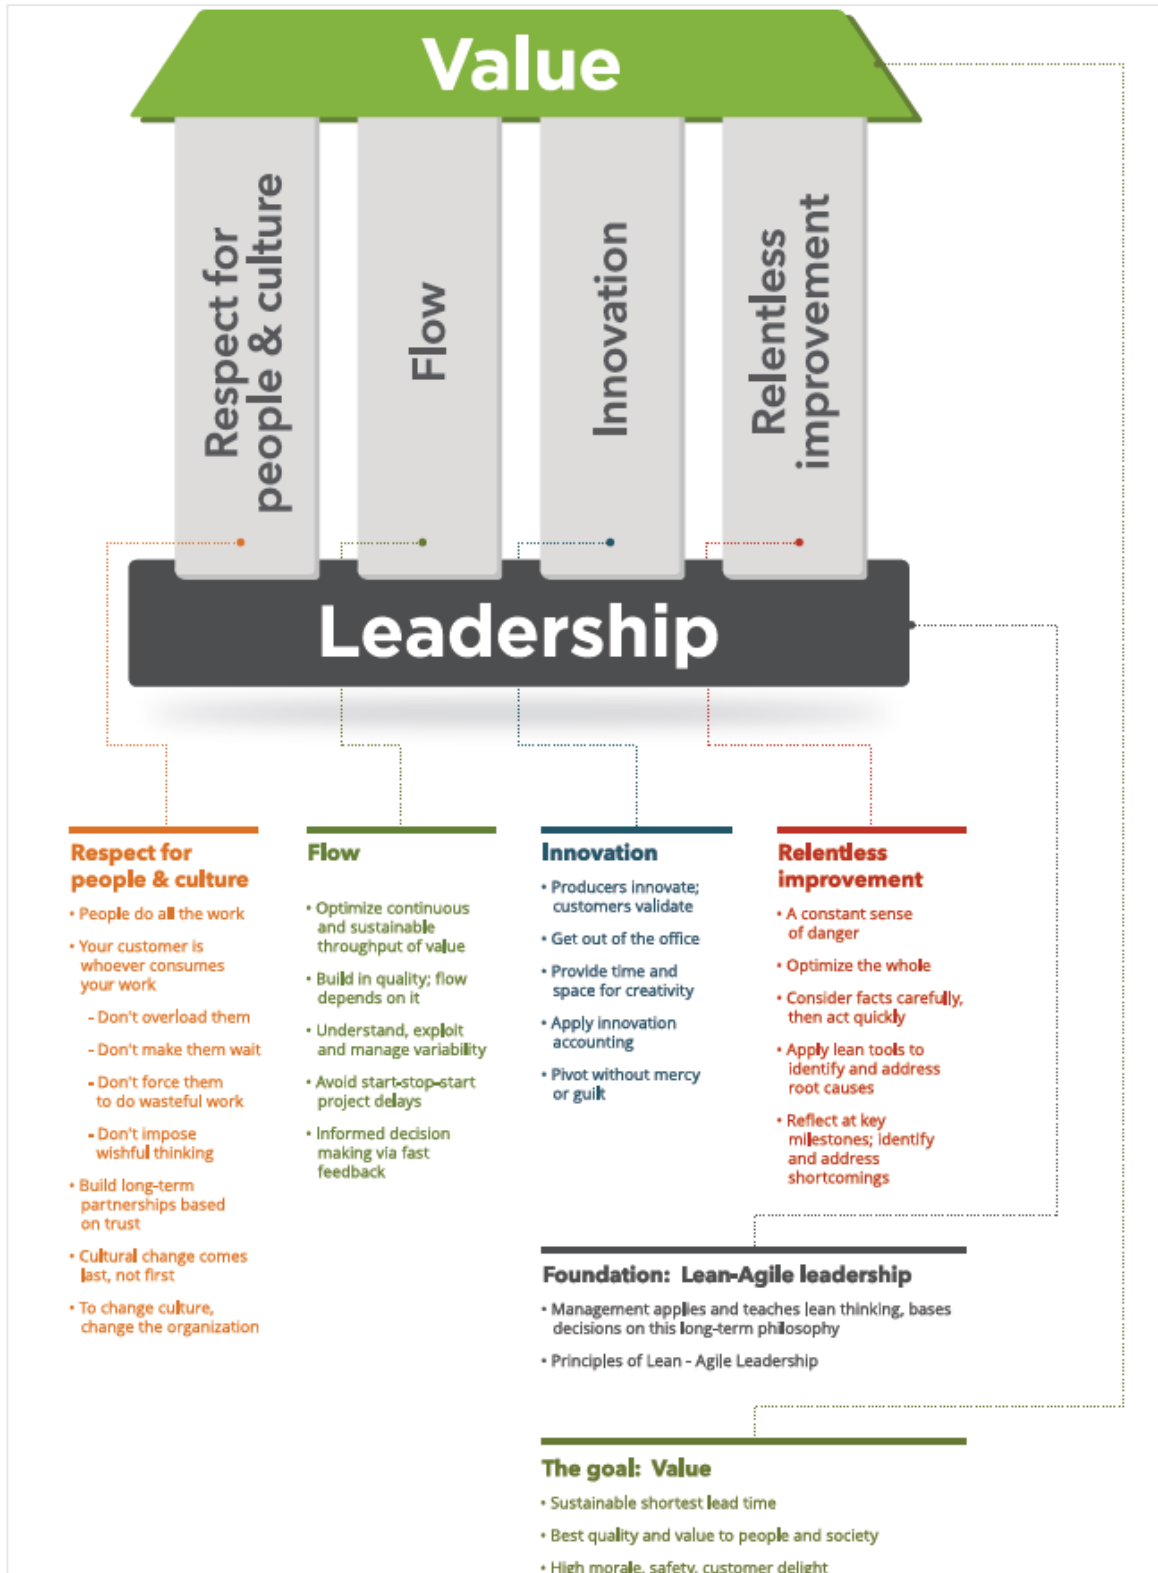 Value
Respect for
people & culture
Flow
Innovation
Relentless
improvement
Leadership
Respect for
people & culture
• People do all the work
• Your customer is
whoever consumes
your work
- Don't overload them
- Don't make them wait
- Don't force them
to do wasteful work
- Don't impose
wishful thinking
• Build long-term
partnerships based
on trust
• Cultural change comes
last, not first
• To change culture,
change the organization
Flow
• Optimize continuous
and sustainable
throughput of value
• Build in quality; flow
depends on it
• Understand, exploit
and manage variability
• Avoid start-stop-start
project delays
• Informed decision
making via fast
feedback
Innovation
• Producers innovate;
customers validate
• Get out of the office
• Provide time and
space for creativity
• Apply innovation
accounting
• Pivot without mercy
or guilt
Relentless
improvement
• A constant sense
of danger
• Optimize the whole
• Consider facts carefully,
then act quickly
• Apply lean tools to
identify and address
root causes
• Reflect at key
milestones; identify
and address
shortcomings
Foundation: Lean-Agile leadership
• Management applies and teaches lean thinking, bases
decisions on this long-term philosophy
• Principles of Lean - Agile Leadership
The goal: Value
• Sustainable shortest lead time
• Best quality and value to people and society
• High morale, safety, customer delight